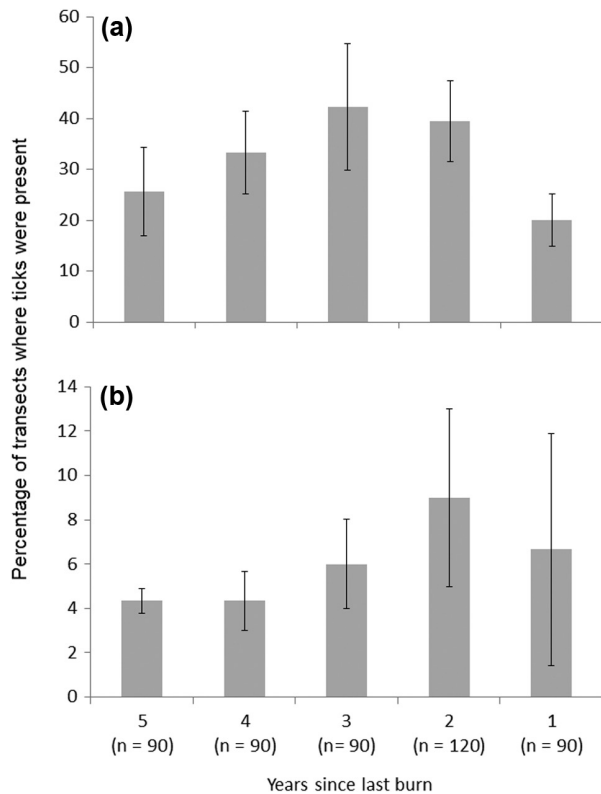 Percentage of transects where ticks were present
(a)
60
50
40
30
20
10
0
(b)
14
12
10
8
6
4
2
0
5 4 3 2 1
(n = 90) (n = 90) (n = 90) (n = 120) (n = 90)
Years since last burn